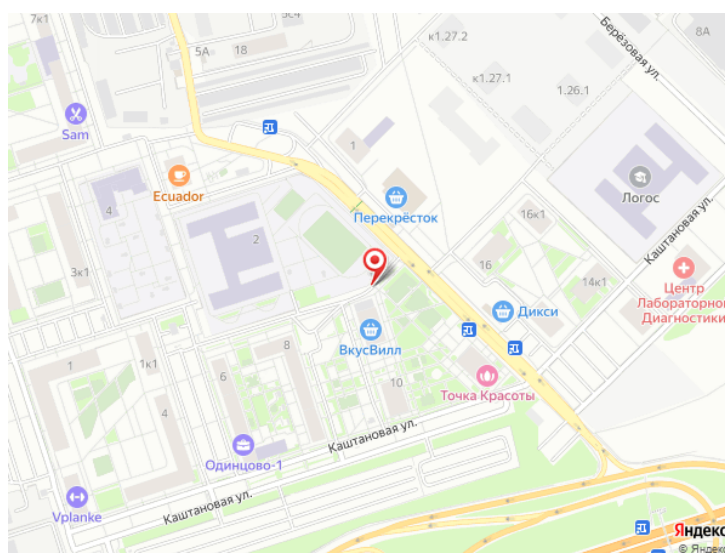 7к1
5с4
5А
18
к1.27.2
к1.27.1
1.26.1
Берёзовая ул.
8А
Sam
1
Ecuador
Перекрёсток
Логос
Каштановая ул.
4
2
16к1
3к1
16
14к1
Центр
Лабораторной
Диагностики
Дикси
ВкусВилл
1
1к1
8
6
10
Точка Красоты
4
Каштановая ул.
Одинцово-1
Vplanke
Каштановая ул.
Яндекс
© Яндекс